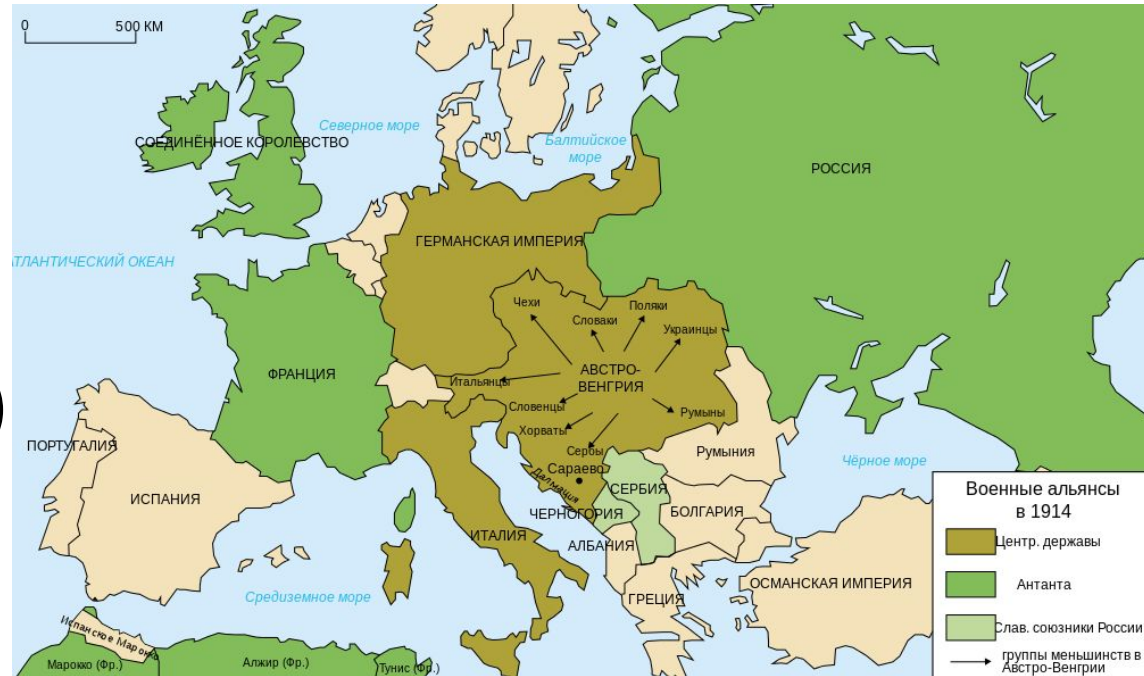 0 500 КМ
Северное море
СОЕДИНЁННОЕ КОРОЛЕВСТВО
Балтийское
море
РОССИЯ
ГЕРМАНСКАЯ ИМПЕРИЯ
АТЛАНТИЧЕСКИЙ ОКЕАН
Чехи
Поляки
Словаки
Украинцы
ФРАНЦИЯ
АВСТРО-
ВЕНГРИЯ
Итальянцы
Словенцы
Румыны
Хорваты
Сербы
Румыния
ПОРТУГАЛИЯ
ИСПАНИЯ
Сараево
Далмация
СЕРБИЯ
Чёрное море
ЧЕРНОГОРИЯ
БОЛГАРИЯ
ИТАЛИЯ
АЛБАНИЯ
ОСМАНСКАЯ ИМПЕРИЯ
ГРЕЦИЯ
Средиземное море
Испанское Марокко
Марокко (Фр.)
Алжир (Фр.)
Тунис (Фр.)
Военные альянсы
в 1914
Центр. державы
Антанта
Слав. союзники России
группы меньшинств в
Австро-Венгрии